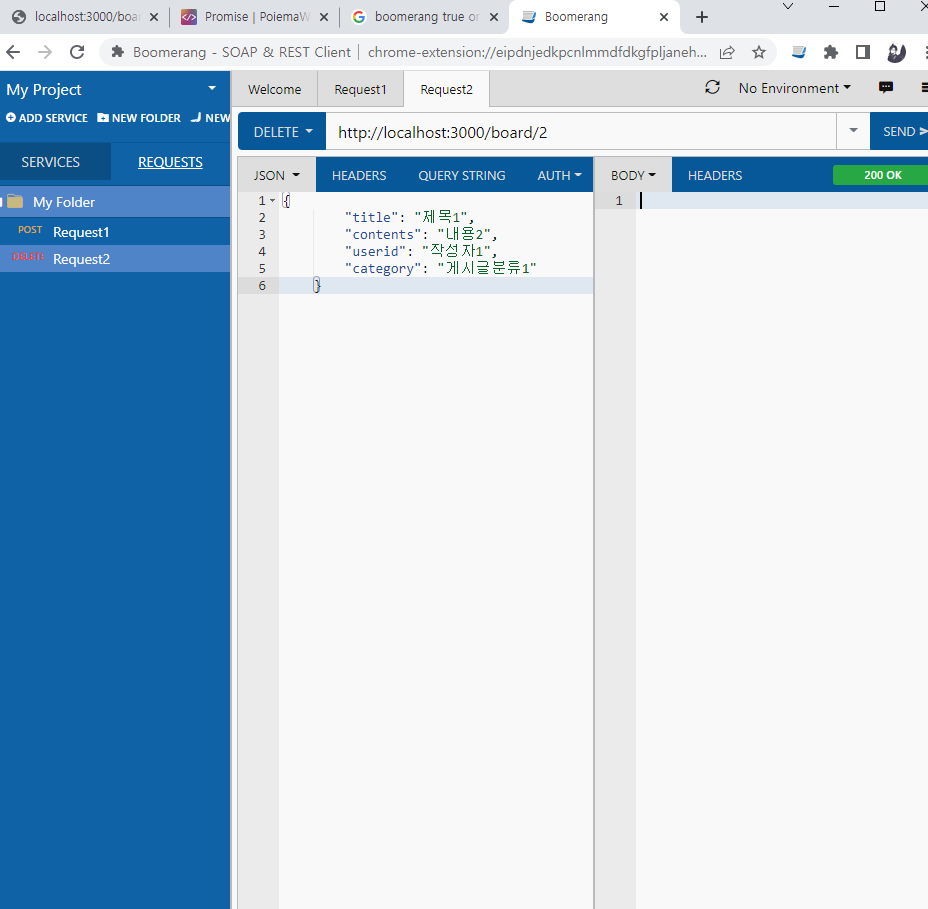 localhost:3000/boa
Promise | PoiemaW
boomerang true or
Boomerang
Boomerang - SOAP & REST Client
chrome-extension://eipdnjedkpcnlmmdfdkgfpljaneh...
My Project
ADD SERVICE
NEW FOLDER
NEW
Welcome
Request1
Request2
No Environment
DELETE
http://localhost:3000/board/2
SEND
SERVICES
REQUESTS
JSON
HEADERS
QUERY STRING
AUTH
BODY
HEADERS
200 OK
My Folder
POST Request1
DELETE Request2
1 {
2 "title": "제목1",
3 "contents": "내용2",
4 "userid": "작성자1",
5 "category": "게시글분류1"
6 }
1